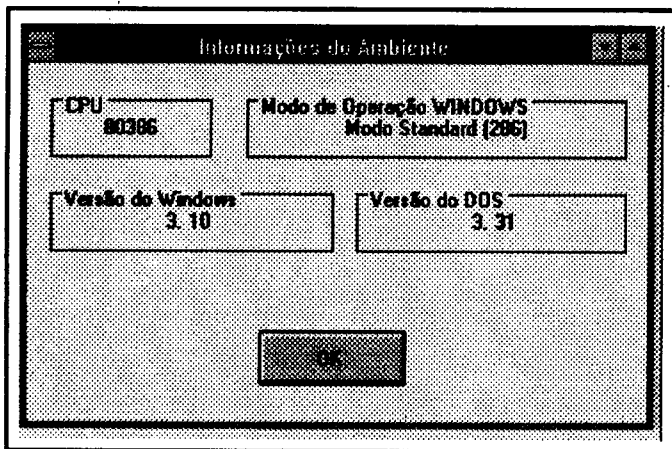 Informações do Ambiente
CPU
80386
Modo de Operação WINDOWS
Modo Standard (286)
Versão do Windows
3. 10
Versão do DOS
3. 31
OK